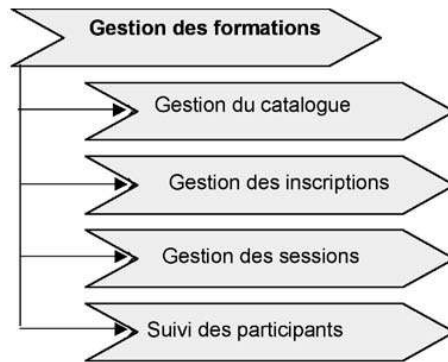 Gestion des formations
Gestion du catalogue
Gestion des inscriptions
Gestion des sessions
Suivi des participants